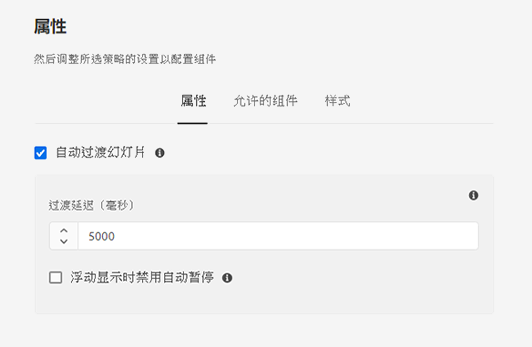 属性
然后调整所选策略的设置以配置组件
属性 允许的组件 样式
自动过渡幻灯片
过渡延迟（毫秒）
5000
浮动显示时禁用自动暂停